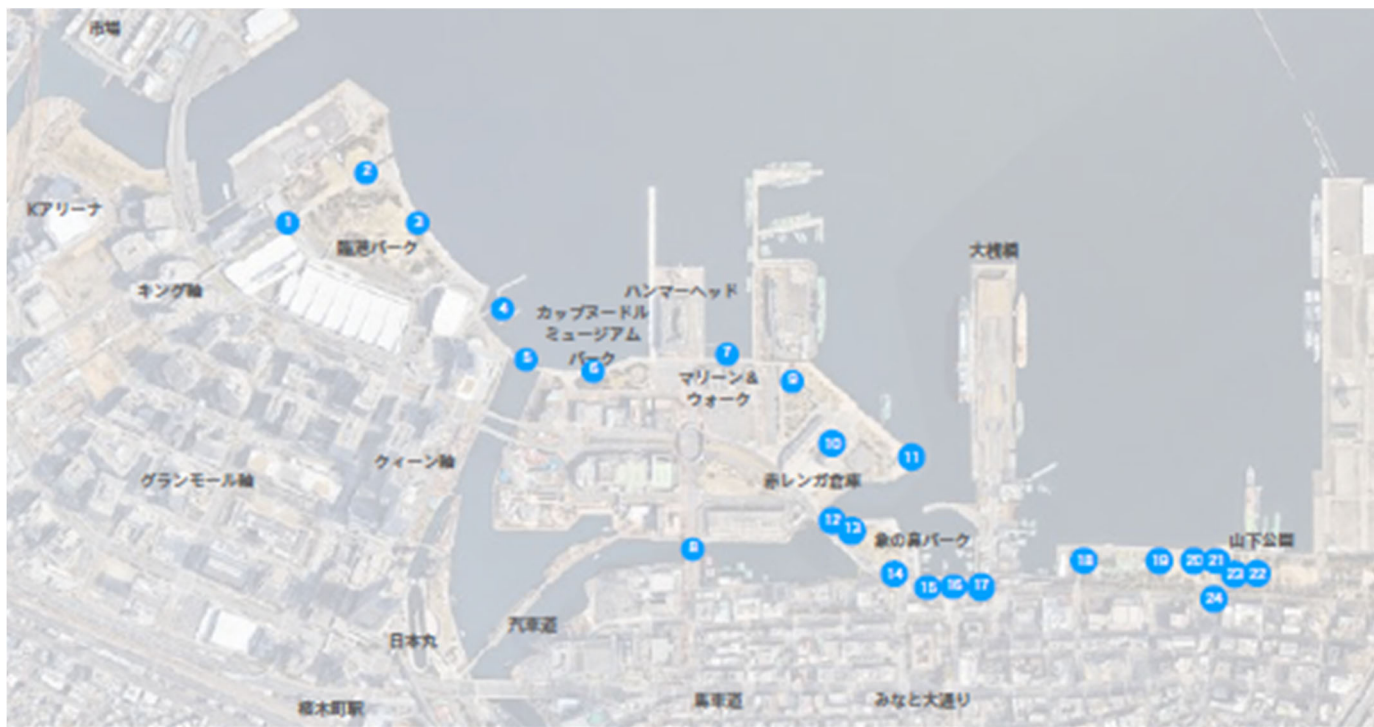 市場
2
Kアリーナ
1
3
臨港パーク
大桟橋
キング軸
ハンマーヘッド
4
カップヌードル
ミュージアム
パーク
5
6
7
マリーン&
ウォーク
9
10
11
クィーン軸
グランモール軸
赤レンガ倉庫
12
13
象の鼻パーク
山下公園
8
14
15
16
17
18
19
20
21
23
22
24
汽車道
日本丸
桜木町駅
馬車道
みなと大通り